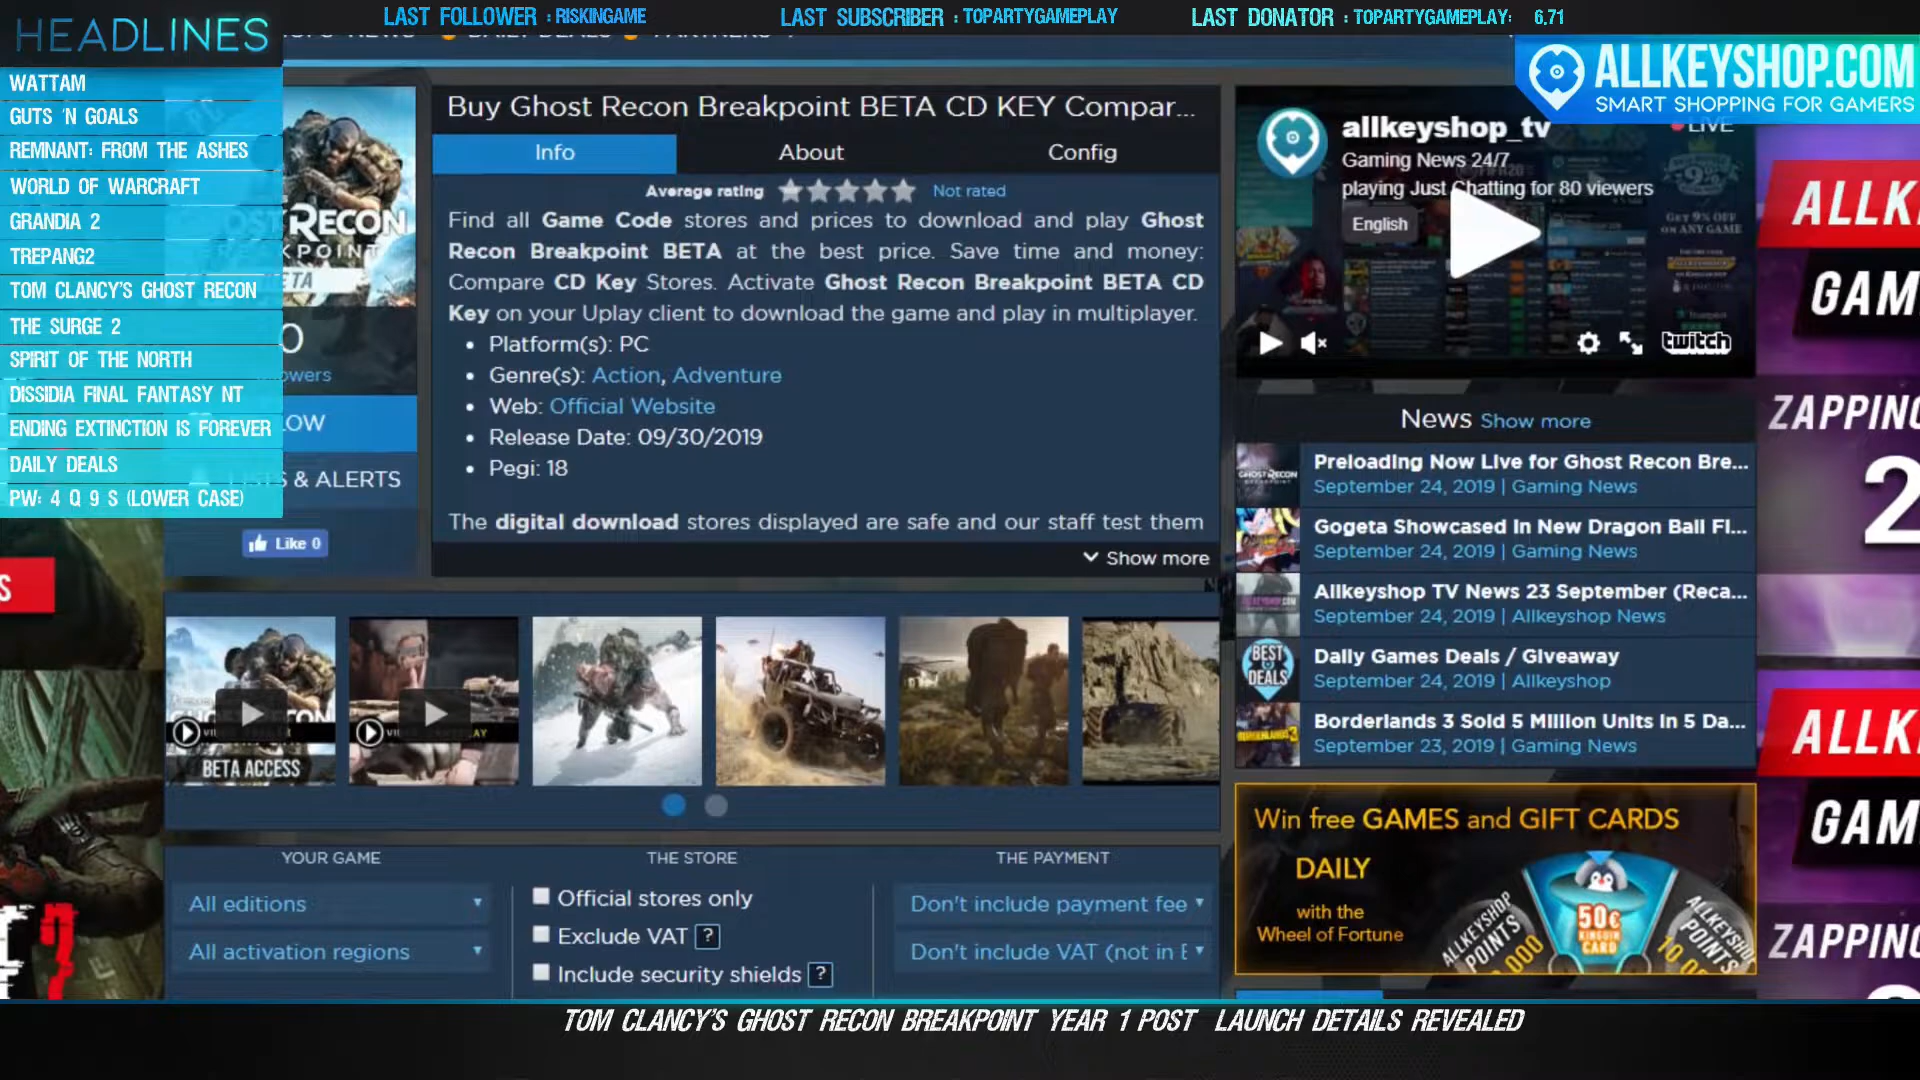 HEADLINES
LAST FOLLOWER : RISKINGAME
LAST SUBSCRIBER : TOPARTYGAMEPLAY
LAST DONATOR : TOPARTYGAMEPLAY: 6.71
ALLKEYSHOP.COM
SMART SHOPPING FOR GAMERS
WATTAM
GUTS 'N GOALS
REMNANT: FROM THE ASHES
WORLD OF WARCRAFT
GRANDIA 2
TREPANG2
TOM CLANCY'S GHOST RECON
THE SURGE 2
SPIRIT OF THE NORTH
DISSIDIA FINAL FANTASY NT
ENDING EXTINCTION IS FOREVER
DAILY DEALS
PW: 4 Q 9 S (LOWER CASE)
LISTS & ALERTS
Like 0
Buy Ghost Recon Breakpoint BETA CD KEY Compar...
Info
About
Config
Average rating
Not rated
Find all Game Code stores and prices to download and play Ghost
Recon Breakpoint BETA at the best price. Save time and money:
Compare CD Key Stores. Activate Ghost Recon Breakpoint BETA CD
Key on your Uplay client to download the game and play in multiplayer.
• Platform(s): PC
• Genre(s): Action, Adventure
• Web: Official Website
• Release Date: 09/30/2019
• Pegi: 18
The digital download stores displayed are safe and our staff test them
Show more
allkeyshop_tv
LIVE
Gaming News 24/7
playing Just Chatting for 80 viewers
English
twitch
News Show more
Preloading Now Live for Ghost Recon Bre...
September 24, 2019 | Gaming News
Gogeta Showcased In New Dragon Ball FI...
September 24, 2019 | Gaming News
Allkeyshop TV News 23 September (Reca...
September 24, 2019 | Allkeyshop News
BEST
DEALS
Daily Games Deals / Giveaway
September 24, 2019 | Allkeyshop
Borderlands 3 Sold 5 Million Units in 5 Da...
September 23, 2019 | Gaming News
BETA ACCESS
YOUR GAME
All editions
All activation regions
THE STORE
Official stores only
Exclude VAT ?
Include security shields ?
THE PAYMENT
Don't include payment fee
Don't include VAT (not in E
Win free GAMES and GIFT CARDS
DAILY
with the
Wheel of Fortune
ALLKEYSHOP
POINTS
50€
KINGUIN
CARD
ALLKEYSHOP
POINTS
ALLK
GAM
ZAPPING
2
ALLK
GAM
ZAPPING
TOM CLANCY'S GHOST RECON BREAKPOINT YEAR 1 POST LAUNCH DETAILS REVEALED